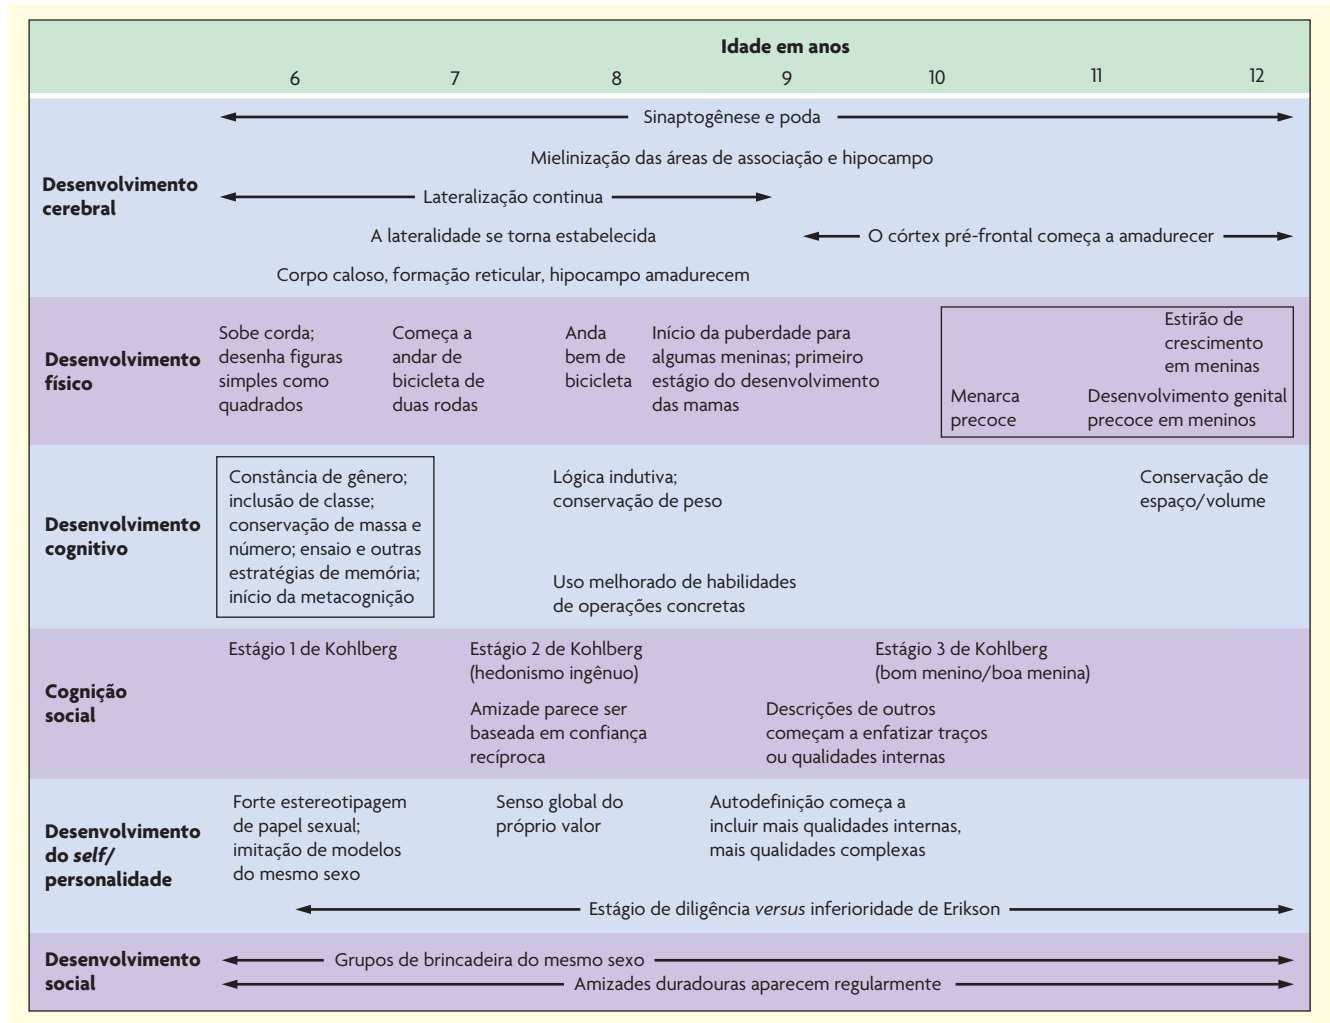 Idade em anos
6 7 8 9 10 11 12
Desenvolvimento
cerebral
Sinaptogênese e poda
Mielinização das áreas de associação e hipocampo
Lateralização continua
A lateralidade se torna estabelecida
O córtex pré-frontal começa a amadurecer
Corpo caloso, formação reticular, hipocampo amadurecem
Desenvolvimento
físico
Sobe corda;
desenha figuras
simples como
quadrados
Começa a
andar de
bicicleta de
duas rodas
Anda
bem de
bicicleta
Início da puberdade para
algumas meninas; primeiro
estágio do desenvolvimento
das mamas
Menarca
precoce
Estirão de
crescimento
em meninas
Desenvolvimento genital
precoce em meninos
Desenvolvimento
cognitivo
Constância de gênero;
inclusão de classe;
conservação de massa e
número; ensaio e outras
estratégias de memória;
início da metacognição
Lógica indutiva;
conservação de peso
Uso melhorado de habilidades
de operações concretas
Conservação de
espaço/volume
Cognição
social
Estágio 1 de Kohlberg
Estágio 2 de Kohlberg
(hedonismo ingênuo)
Amizade parece ser
baseada em confiança
recíproca
Estágio 3 de Kohlberg
(bom menino/boa menina)
Descrições de outros
começam a enfatizar traços
ou qualidades internas
Desenvolvimento
do self/
personalidade
Forte estereotipagem
de papel sexual;
imitação de modelos
do mesmo sexo
Senso global do
próprio valor
Autodefinição começa a
incluir mais qualidades internas,
mais qualidades complexas
Estágio de diligência versus inferioridade de Erikson
Desenvolvimento
social
Grupos de brincadeira do mesmo sexo
Amizades duradouras aparecem regularmente